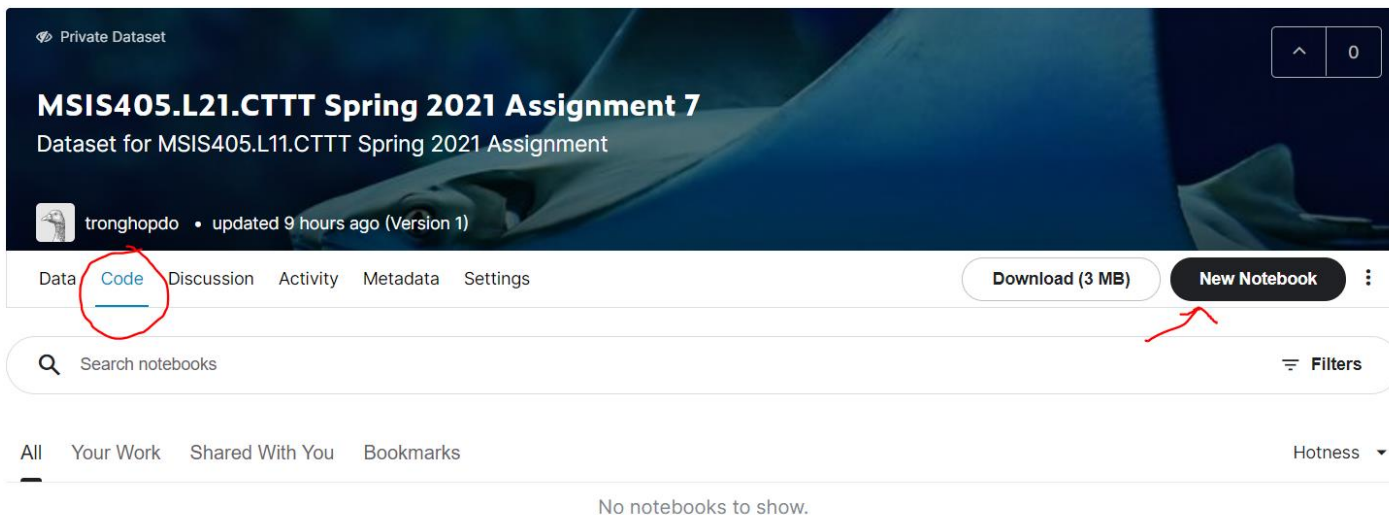 Private Dataset
0
MSIS405.L21.CTTT Spring 2021 Assignment 7
Dataset for MSIS405.L11.CTTT Spring 2021 Assignment
tronghopdo • updated 9 hours ago (Version 1)
Data Code Discussion Activity Metadata Settings Download (3 MB) New Notebook
Search notebooks Filters
All Your Work Shared With You Bookmarks Hotness
No notebooks to show.